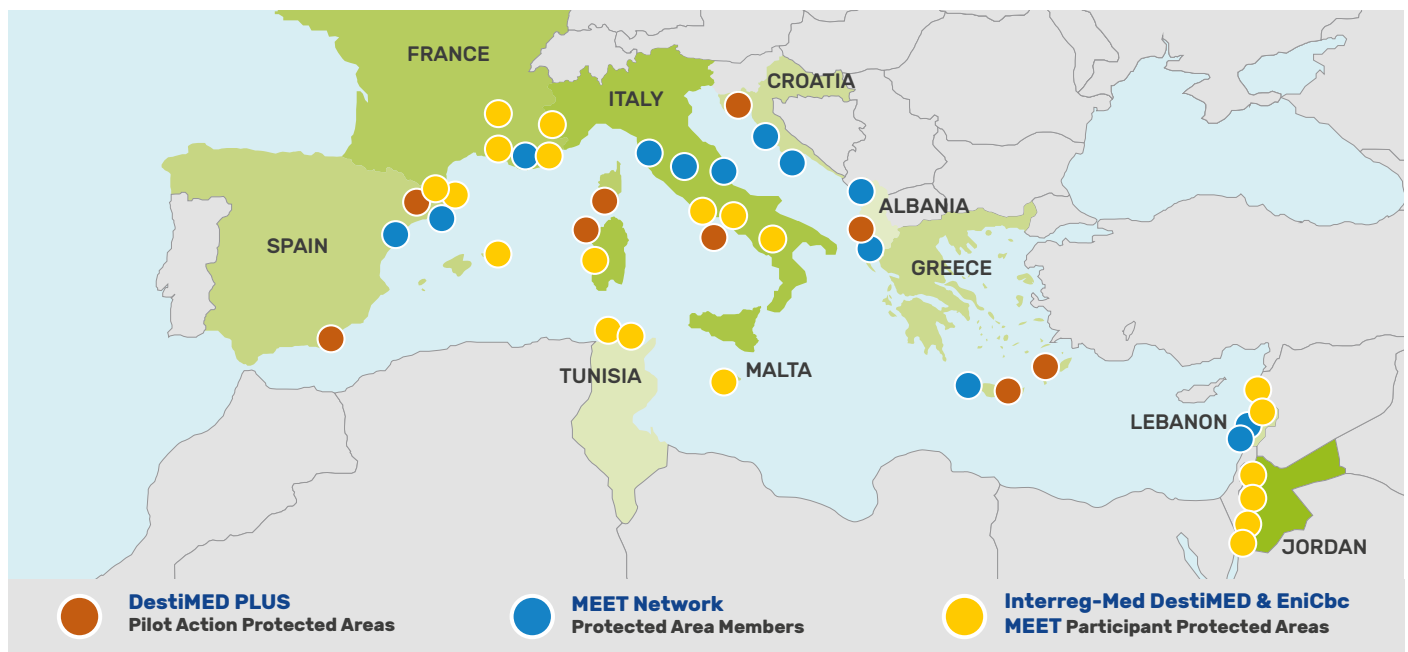 FRANCE
CROATIA
ITALY
ALBANIA
SPAIN
GREECE
TUNISIA
MALTA
LEBANON
JORDAN
DestiMED PLUS
Pilot Action Protected Areas
MEET Network
Protected Area Members
Interreg-Med DestiMED & EniCbc
MEET Participant Protected Areas